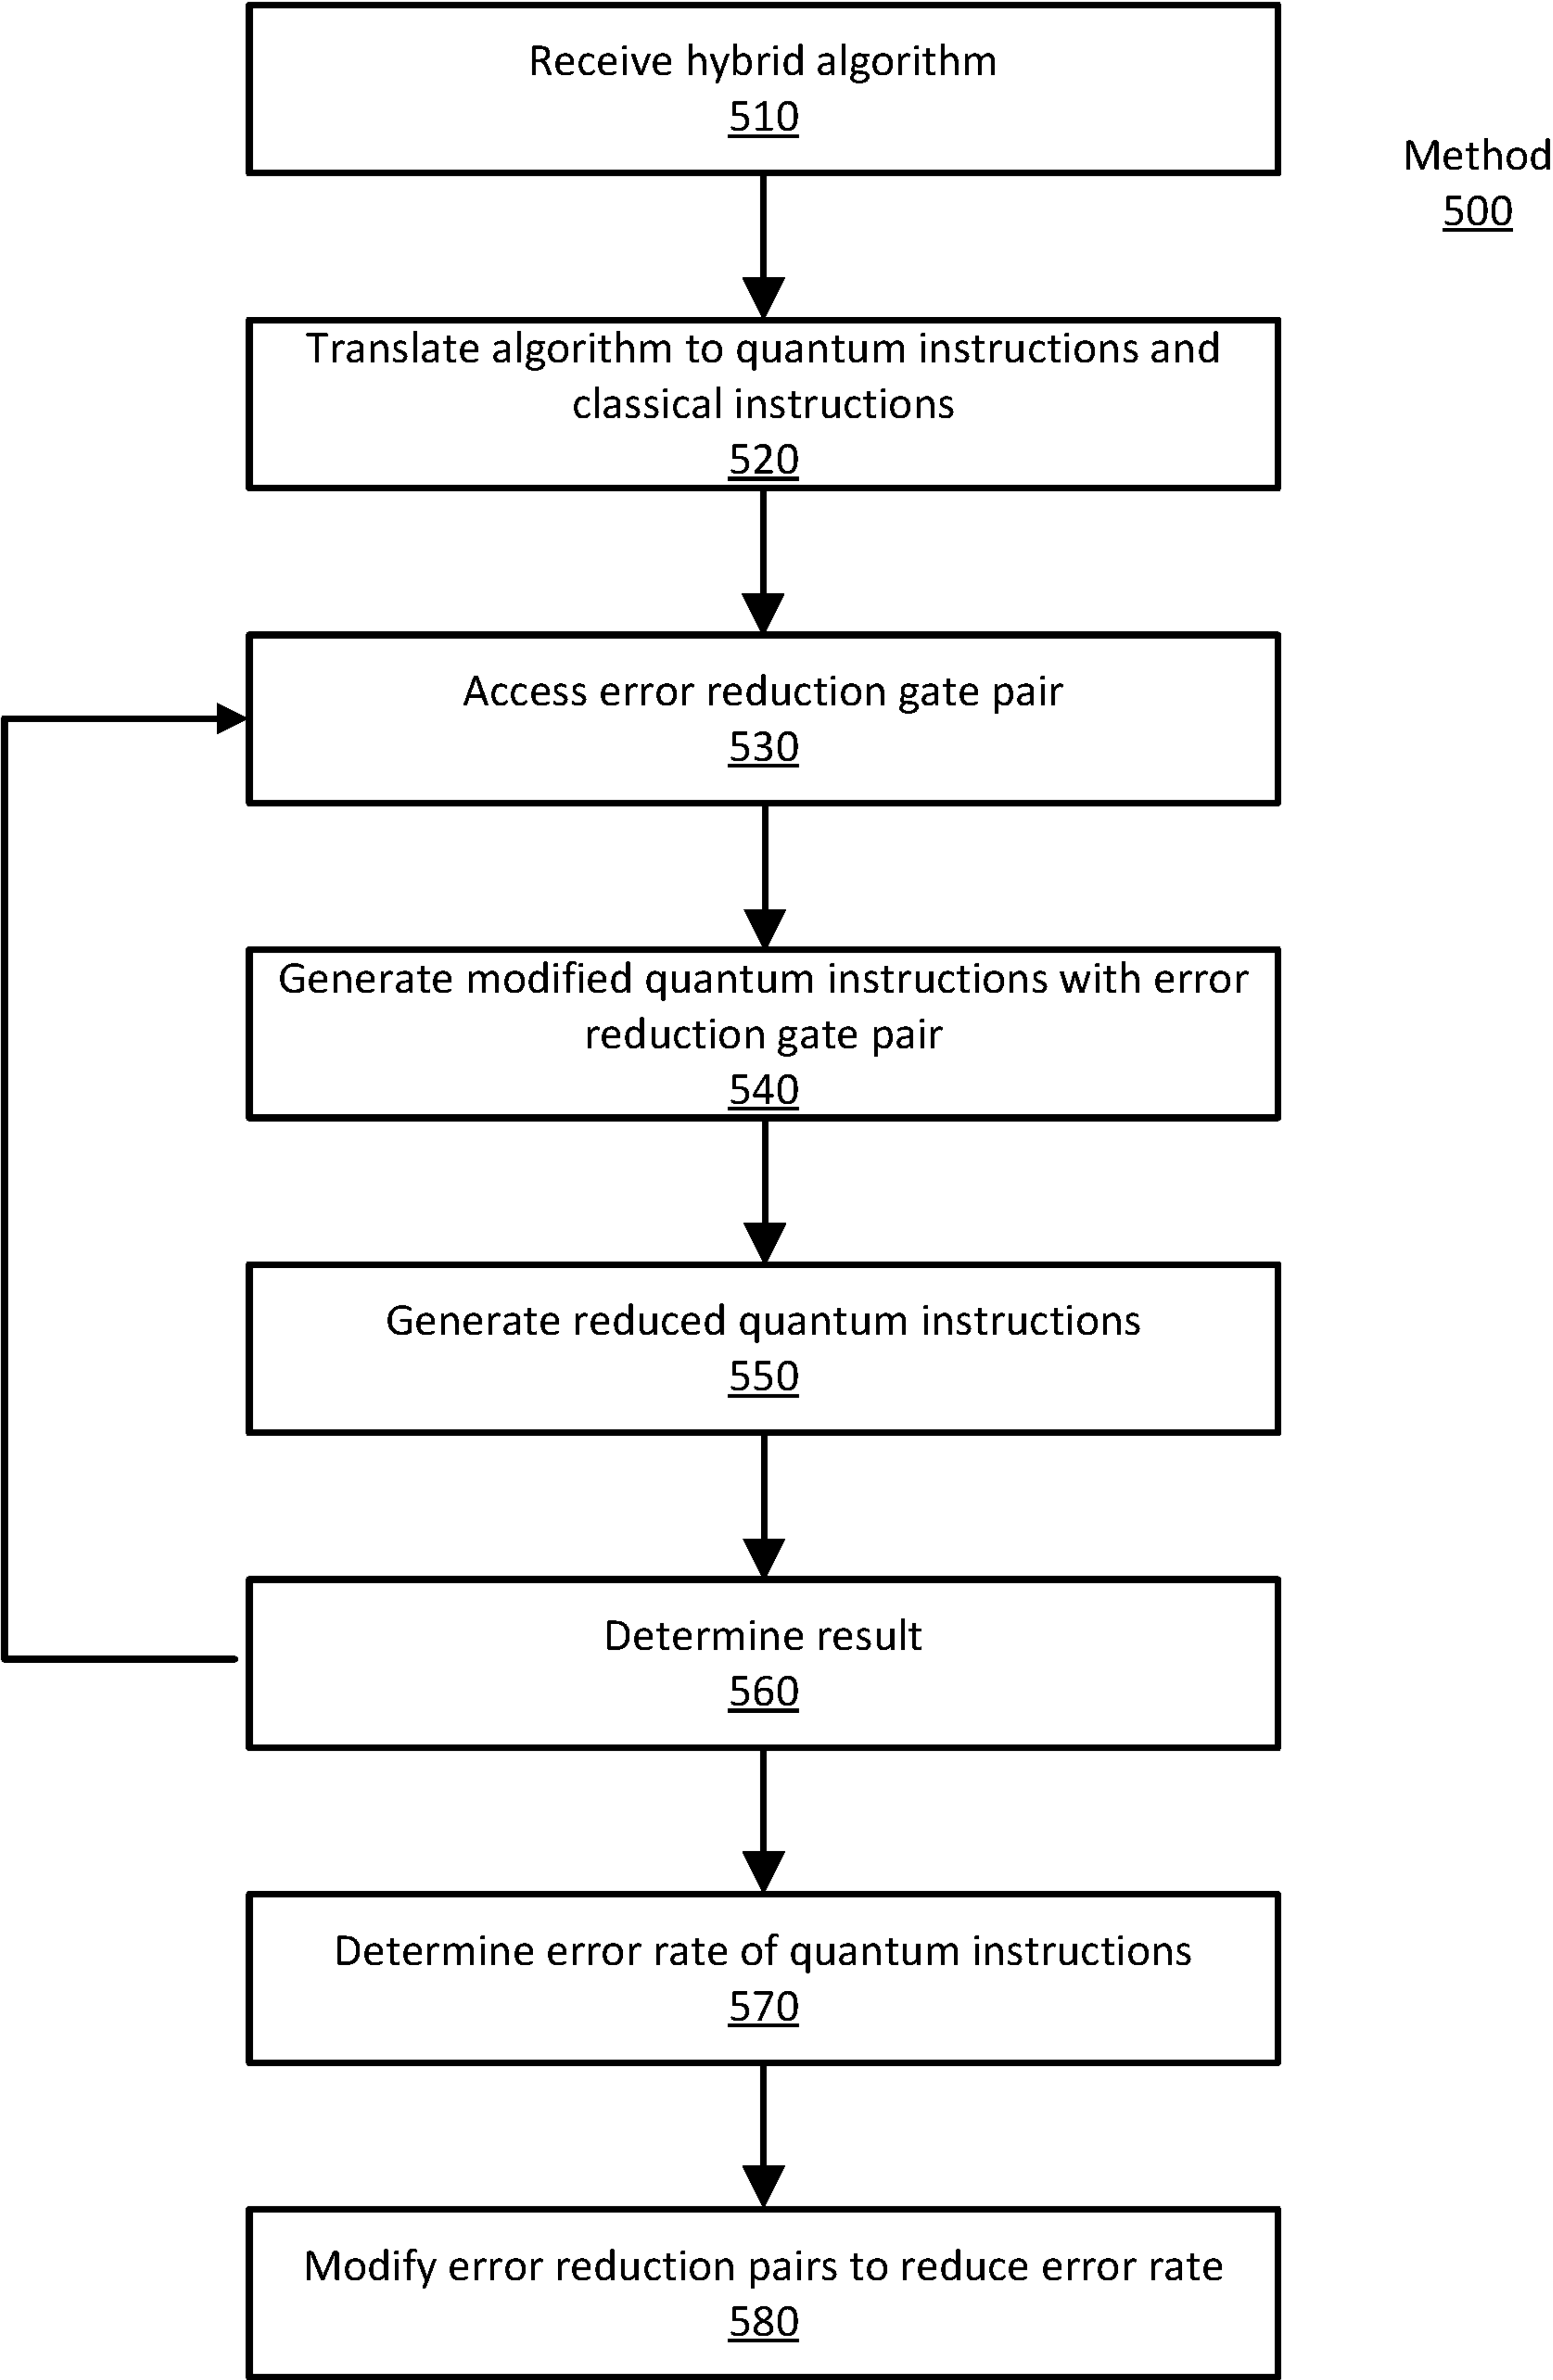 Receive hybrid algorithm
510
Method
500
Translate algorithm to quantum instructions and
classical instructions
520
Access error reduction gate pair
530
Generate modified quantum instructions with error
reduction gate pair
540
Generate reduced quantum instructions
550
Determine result
560
Determine error rate of quantum instructions
570
Modify error reduction pairs to reduce error rate
580